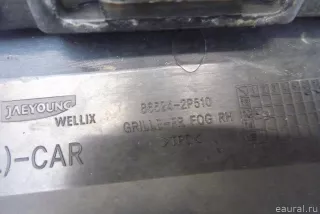 JAEYOUNG
WELLIX
86524-2P510
GRILLE-FR FOG RH
)-CAR
eaural.ru